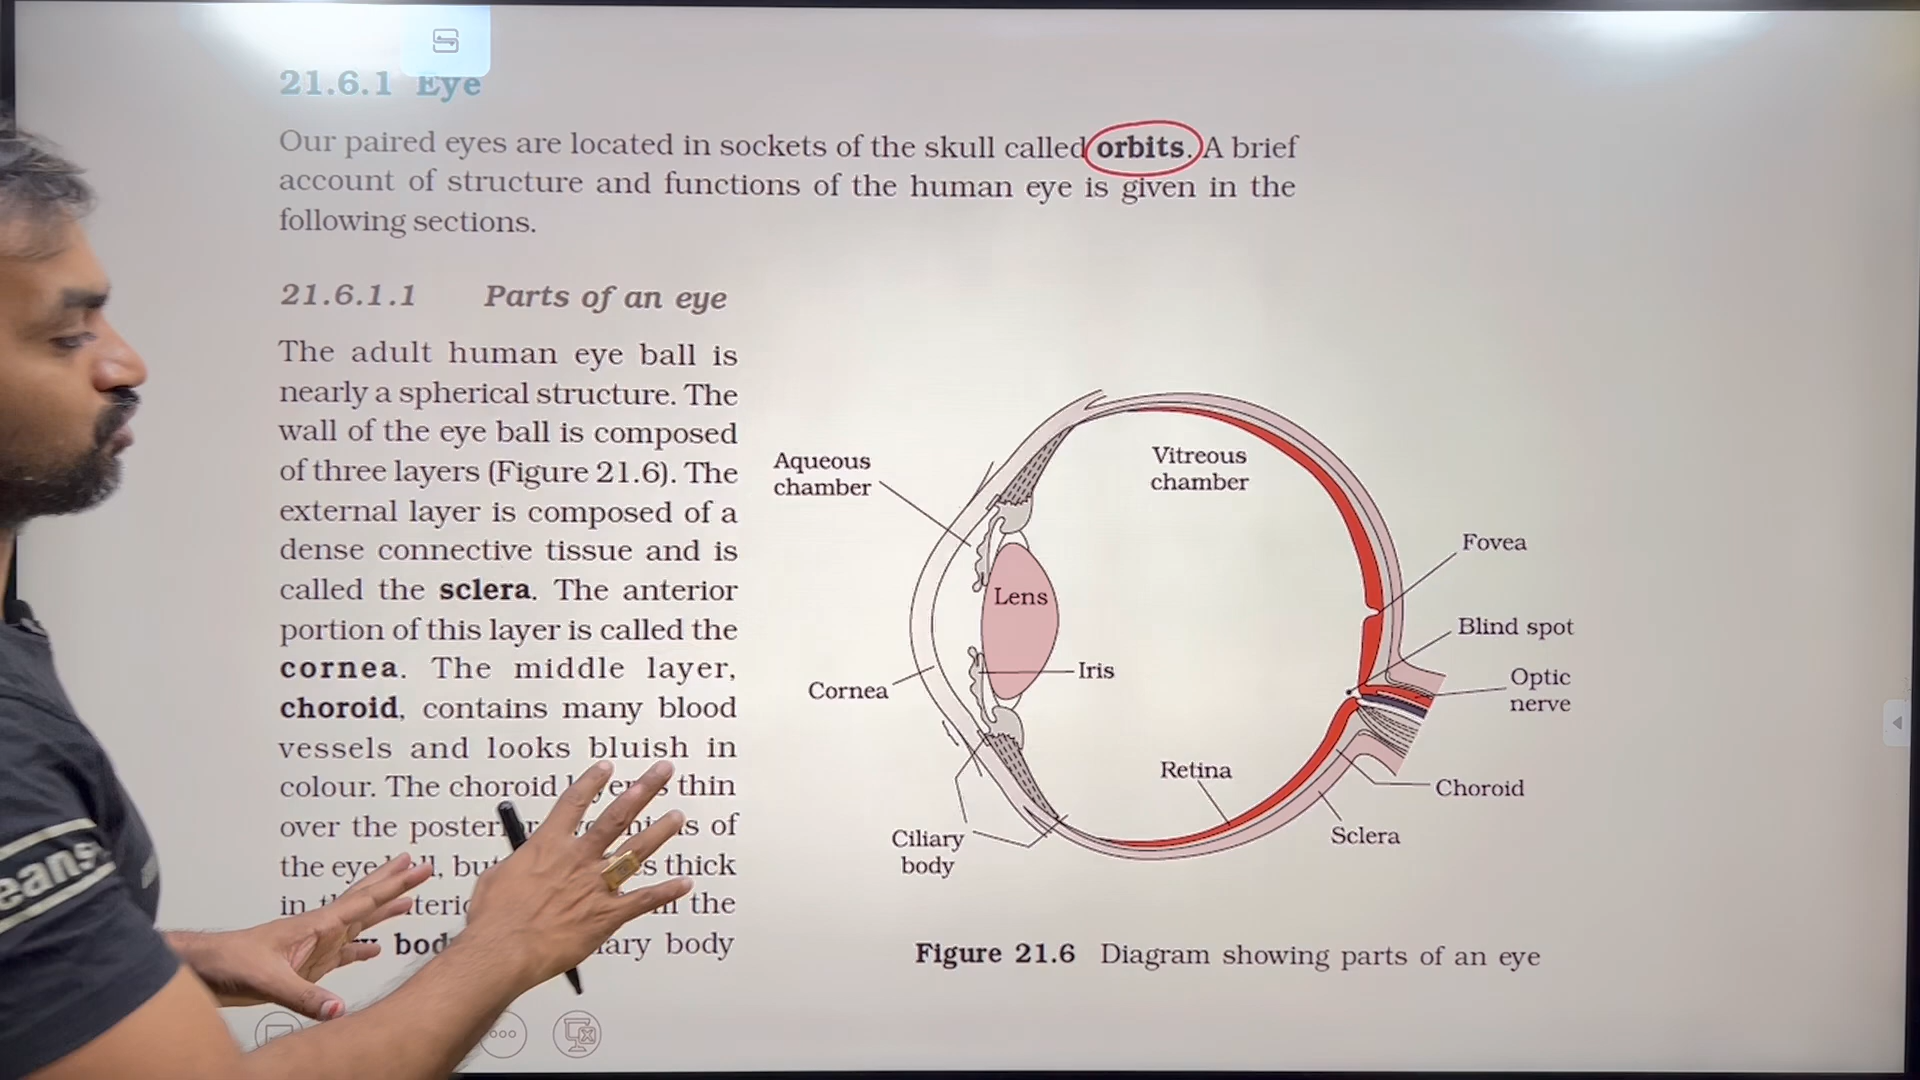 21.6.1 Eye
Our paired eyes are located in sockets of the skull called orbits. A brief
account of structure and functions of the human eye is given in the
following sections.
21.6.1.1 Parts of an eye
The adult human eye ball is
nearly a spherical structure. The
wall of the eye ball is composed
of three layers (Figure 21.6). The
external layer is composed of a
dense connective tissue and is
called the sclera. The anterior
portion of this layer is called the
cornea. The middle layer,
choroid, contains many blood
vessels and looks bluish in
colour. The choroid thin
over the of
the thick
in the
body
Aqueous
chamber
Vitreous
chamber
Fovea
Lens
Blind spot
Iris
Optic
nerve
Cornea
Retina
Choroid
Sclera
Ciliary
body
Figure 21.6 Diagram showing parts of an eye